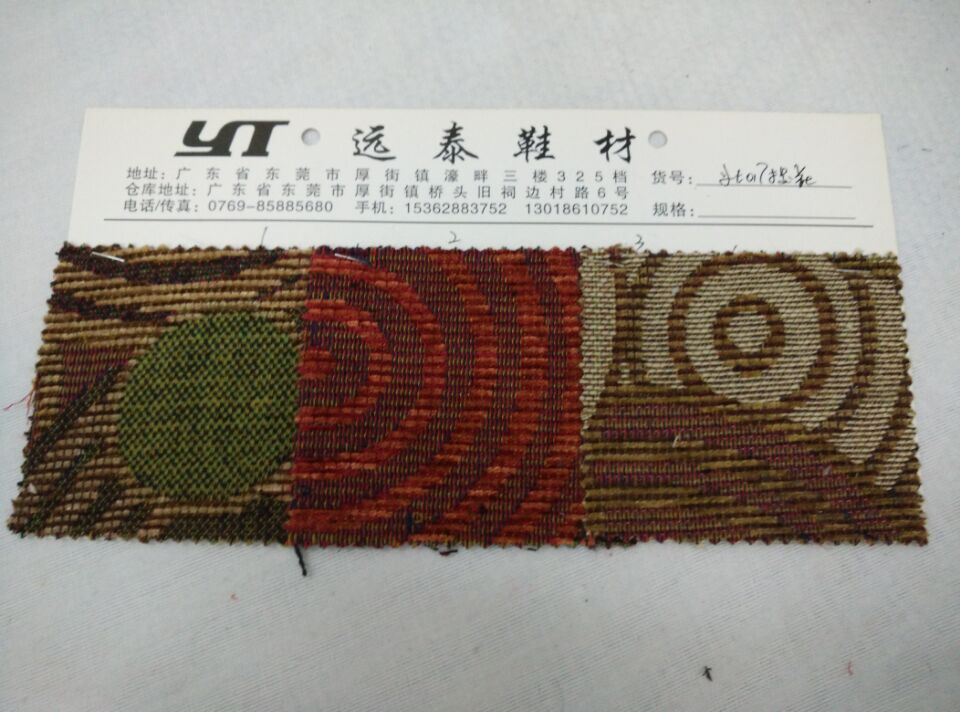 YT 远泰鞋材
地址：广东省东莞市厚街镇濠畔三楼325档 货号：
仓库地址：广东省东莞市厚街镇桥头旧祠边村路6号
电话/传真：0769-85885680 手机：15362883752 13018610752 规格：
1 2 3